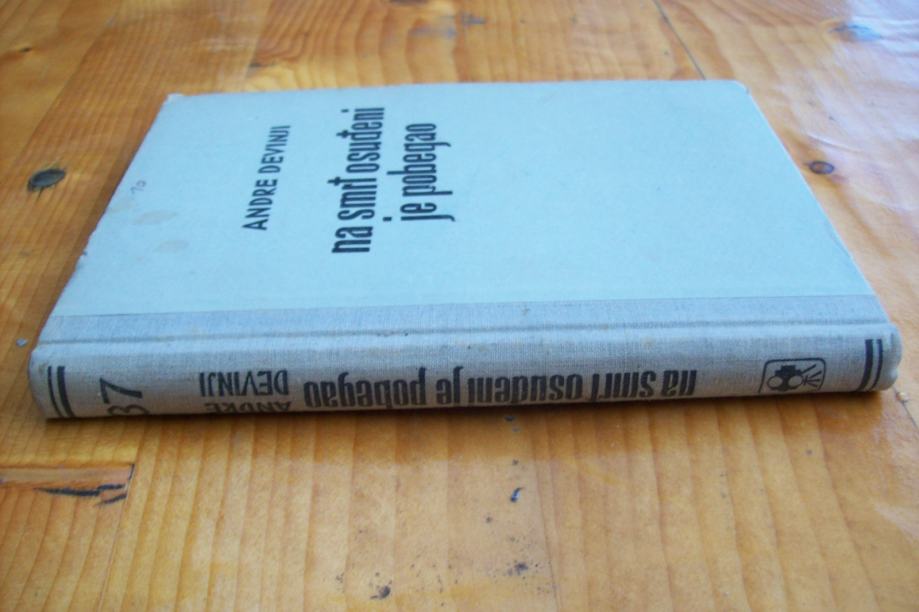 ANDRE DEVINJI
na smrt osuđeni
je pobegao
37
ANDRE
DEVINJI
na smrt osuđeni je pobegao